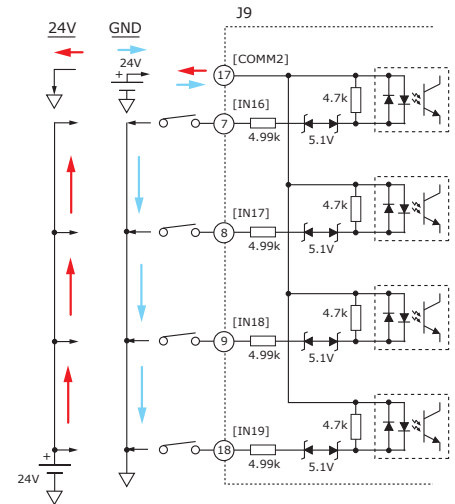 J9
24V GND
24V
+
[COMM2]
17
4.7k
[IN16]
7
4.99k
5.1V
[IN17]
4.7k
8
4.99k
5.1V
[IN18]
4.7k
9
4.99k
5.1V
[IN19]
4.7k
18
4.99k
5.1V
+
24V